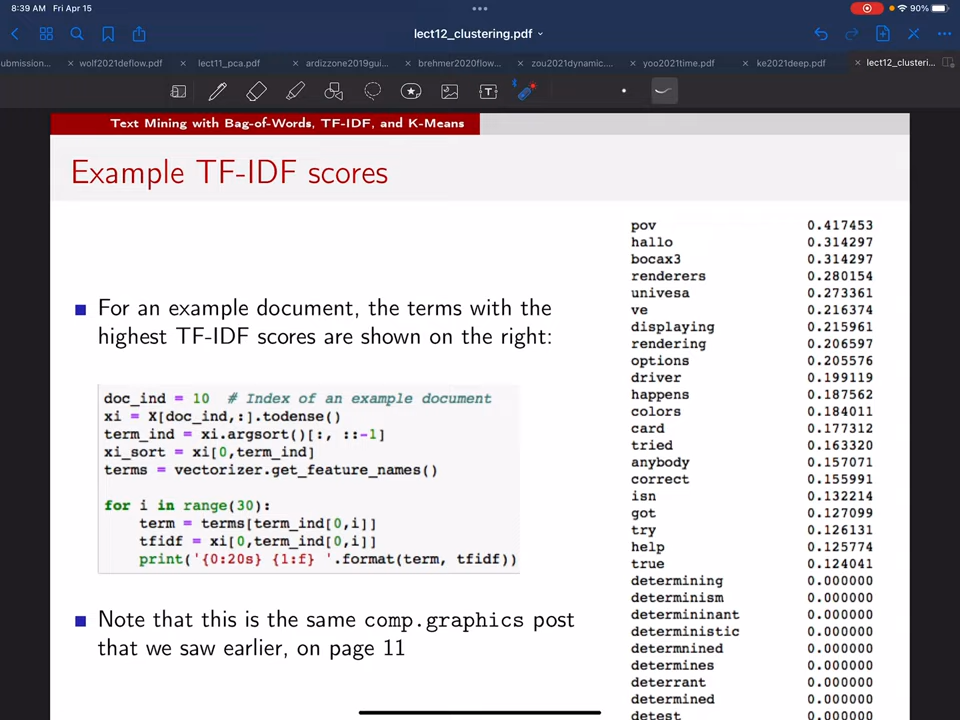 8:39 AM Fri Apr 15
90%
lect12_clustering.pdf
ubmission...
wolf2021deflow.pdf
lect11_pca.pdf
ardizzone2019gui...
brehmer2020flow...
zou2021dynamic....
yoo2021time.pdf
ke2021deep.pdf
lect12_clusteri...
Text Mining with Bag-of-Words, TF-IDF, and K-Means
Example TF-IDF scores
For an example document, the terms with the
highest TF-IDF scores are shown on the right:
doc_ind = 10 # Index of an example document
xi = X[doc_ind,:].todense()
term_ind = xi.argsort()[:, ::-1]
xi_sort = xi[0,term_ind]
terms = vectorizer.get_feature_names()
for i in range(30):
term = terms[term_ind[0,i]]
tfidf = xi[0,term_ind[0,i]]
print('{0:20s} {1:f} '.format(term, tfidf))
Note that this is the same comp.graphics post
that we saw earlier, on page 11
pov 0.417453
hallo 0.314297
bocax3 0.314297
renderers 0.280154
univesa 0.273361
ve 0.216374
displaying 0.215961
rendering 0.206597
options 0.205576
driver 0.199119
happens 0.187562
colors 0.184011
card 0.177312
tried 0.163320
anybody 0.157071
correct 0.155991
isn 0.132214
got 0.127099
try 0.126131
help 0.125774
true 0.124041
determining 0.000000
determinism 0.000000
determininant 0.000000
deterministic 0.000000
determnined 0.000000
determines 0.000000
deterrant 0.000000
determined 0.000000
detest 0.000000